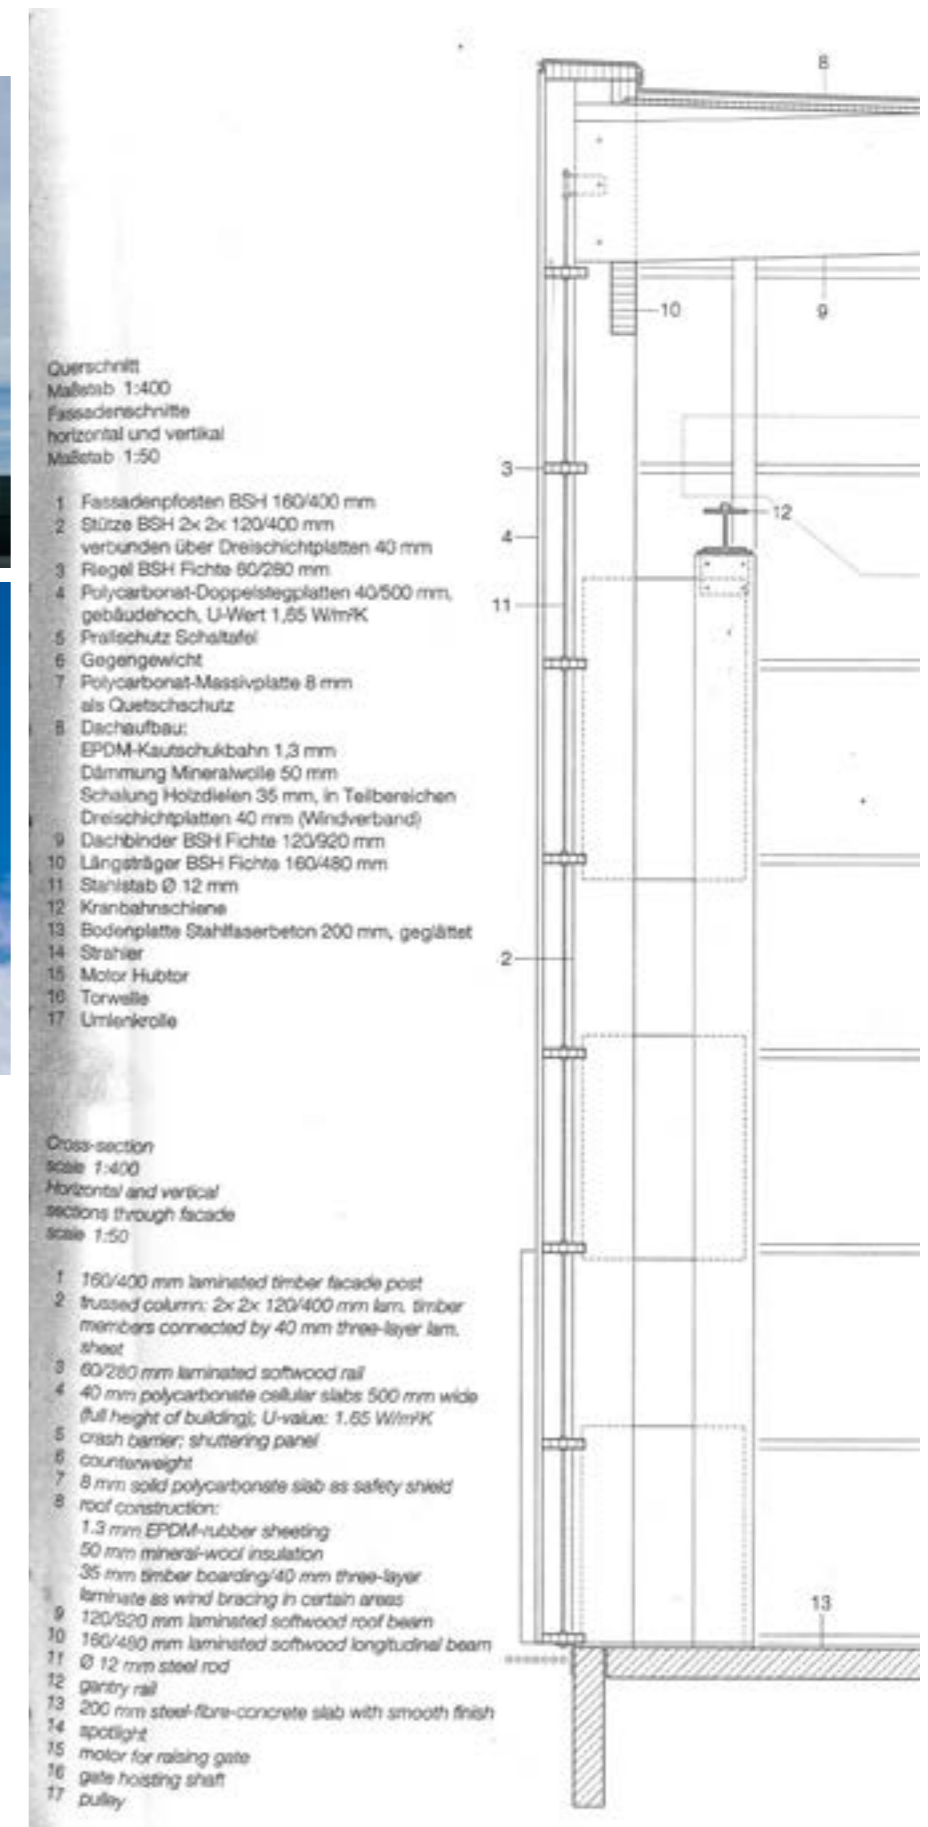 Querschnitt
Maßstab 1:400
Fassadenschnitte
horizontal und vertikal
Maßstab 1:50
1 Fassadenpfosten BSH 160/400 mm
2 Stütze BSH 2× 2× 120/400 mm
verbunden über Dreischichtplatten 40 mm
3 Riegel BSH Fichte 60/280 mm
4 Polycarbonat-Doppelstegplatten 40/500 mm,
gebäudehoch, U-Wert 1,65 W/m²K
5 Prallschutz Schaltafel
6 Gegengewicht
7 Polycarbonat-Massivplatte 8 mm
als Quetschschutz
8 Dachaufbau:
EPDM-Kautschukbahn 1,3 mm
Dämmung Mineralwolle 50 mm
Schalung Holzdielen 35 mm, in Teilbereichen
Dreischichtplatten 40 mm (Windverband)
9 Dachbinder BSH Fichte 120/920 mm
10 Längsträger BSH Fichte 160/480 mm
11 Stahlstab Ø 12 mm
12 Kranbahnschiene
13 Bodenplatte Stahlfaserbeton 200 mm, geglättet
14 Strahler
15 Motor Hubtor
16 Torwelle
17 Umlenkrolle
Cross-section
scale 1:400
Horizontal and vertical
sections through facade
scale 1:50
1 160/400 mm laminated timber facade post
2 trussed column: 2× 2× 120/400 mm lam. timber
members connected by 40 mm three-layer lam.
sheet
3 60/280 mm laminated softwood rail
4 40 mm polycarbonate cellular slabs 500 mm wide
(full height of building); U-value: 1.65 W/m²K
5 crash barrier: shuttering panel
6 counterweight
7 8 mm solid polycarbonate slab as safety shield
8 roof construction:
1.3 mm EPDM-rubber sheeting
50 mm mineral-wool insulation
35 mm timber boarding/40 mm three-layer
laminate as wind bracing in certain areas
9 120/920 mm laminated softwood roof beam
10 160/480 mm laminated softwood longitudinal beam
11 Ø 12 mm steel rod
12 gantry rail
13 200 mm steel-fibre-concrete slab with smooth finish
14 spotlight
15 motor for raising gate
16 gate hoisting shaft
17 pulley
8
9
10
3
12
4
11
2
13